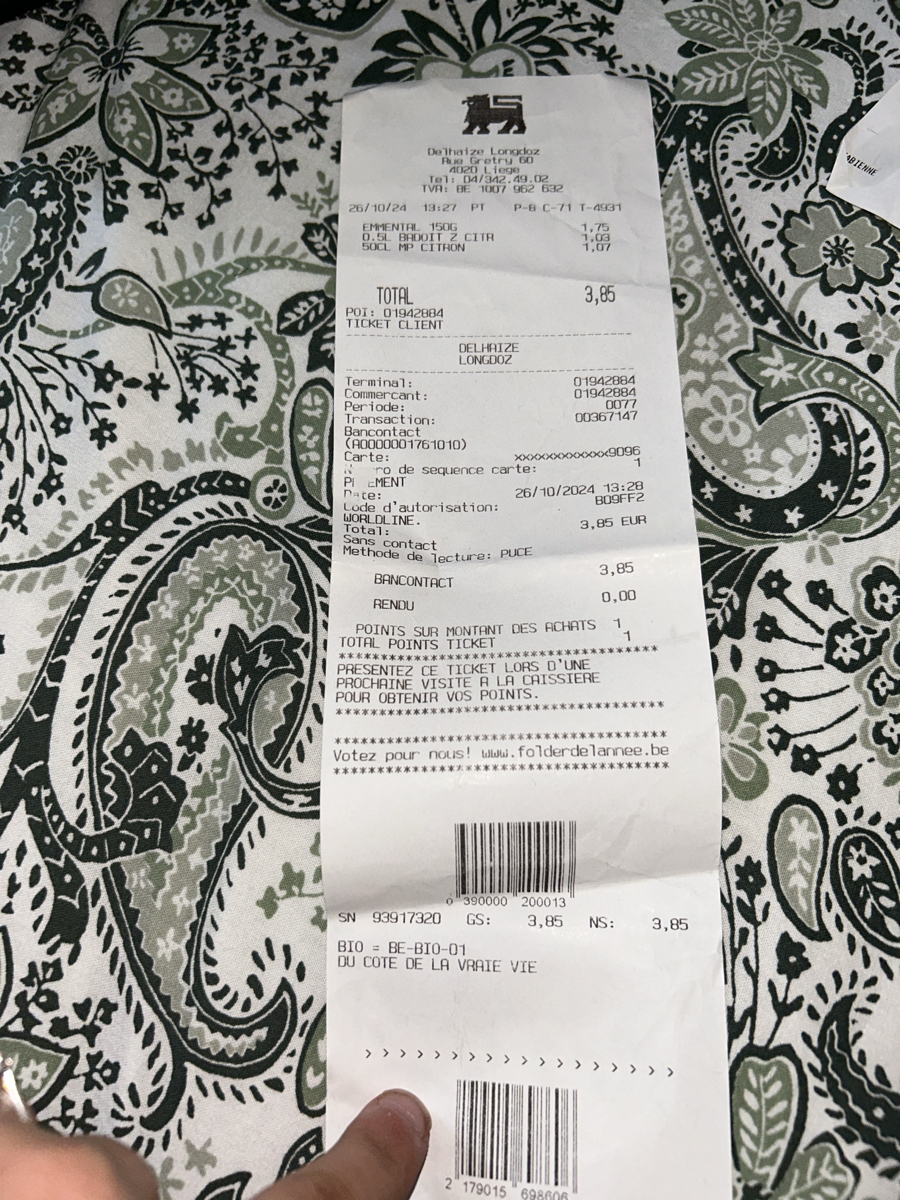 Delhaize Longdoz
Rue Gretry 60
4020 Liege
Tel: 04/342.49.02
TVA: BE 1007 962 632
26/10/24 13:27 PT P-8 C-71 T-4931
EMMENTAL 150G 1,75
0.5L BADOIT Z CITR 1,03
50CL MP CITRON 1,07
TOTAL 3,85
POI: 01942884
TICKET CLIENT
DELHAIZE
LONGDOZ
Terminal: 01942884
Commercant: 01942884
Periode: 0077
Transaction: 00367147
Bancontact
(A0000001761010)
Carte: xxxxxxxxxxxxx9096
ro de sequence carte: 1
EMENT
26/10/2024 13:28
Code d'autorisation: B09FF2
WORLDLINE.
Total: 3,85 EUR
Sans contact
Methode de lecture: PUCE
BANCONTACT 3,85
RENDU 0,00
POINTS SUR MONTANT DES ACHATS 1
TOTAL POINTS TICKET 1
***************************************
PRESENTEZ CE TICKET LORS D'UNE
PROCHAINE VISITE A LA CAISSIERE
POUR OBTENIR VOS POINTS.
***************************************
***************************************
Votez pour nous! www.folderdelannee.be
***************************************
0 390000 200013
SN 93917320 GS: 3,85 NS: 3,85
BIO = BE-BIO-01
DU COTE DE LA VRAIE VIE
> > > > > > > > > > > > > > > > > >
2 179015 698606
ABIENNE